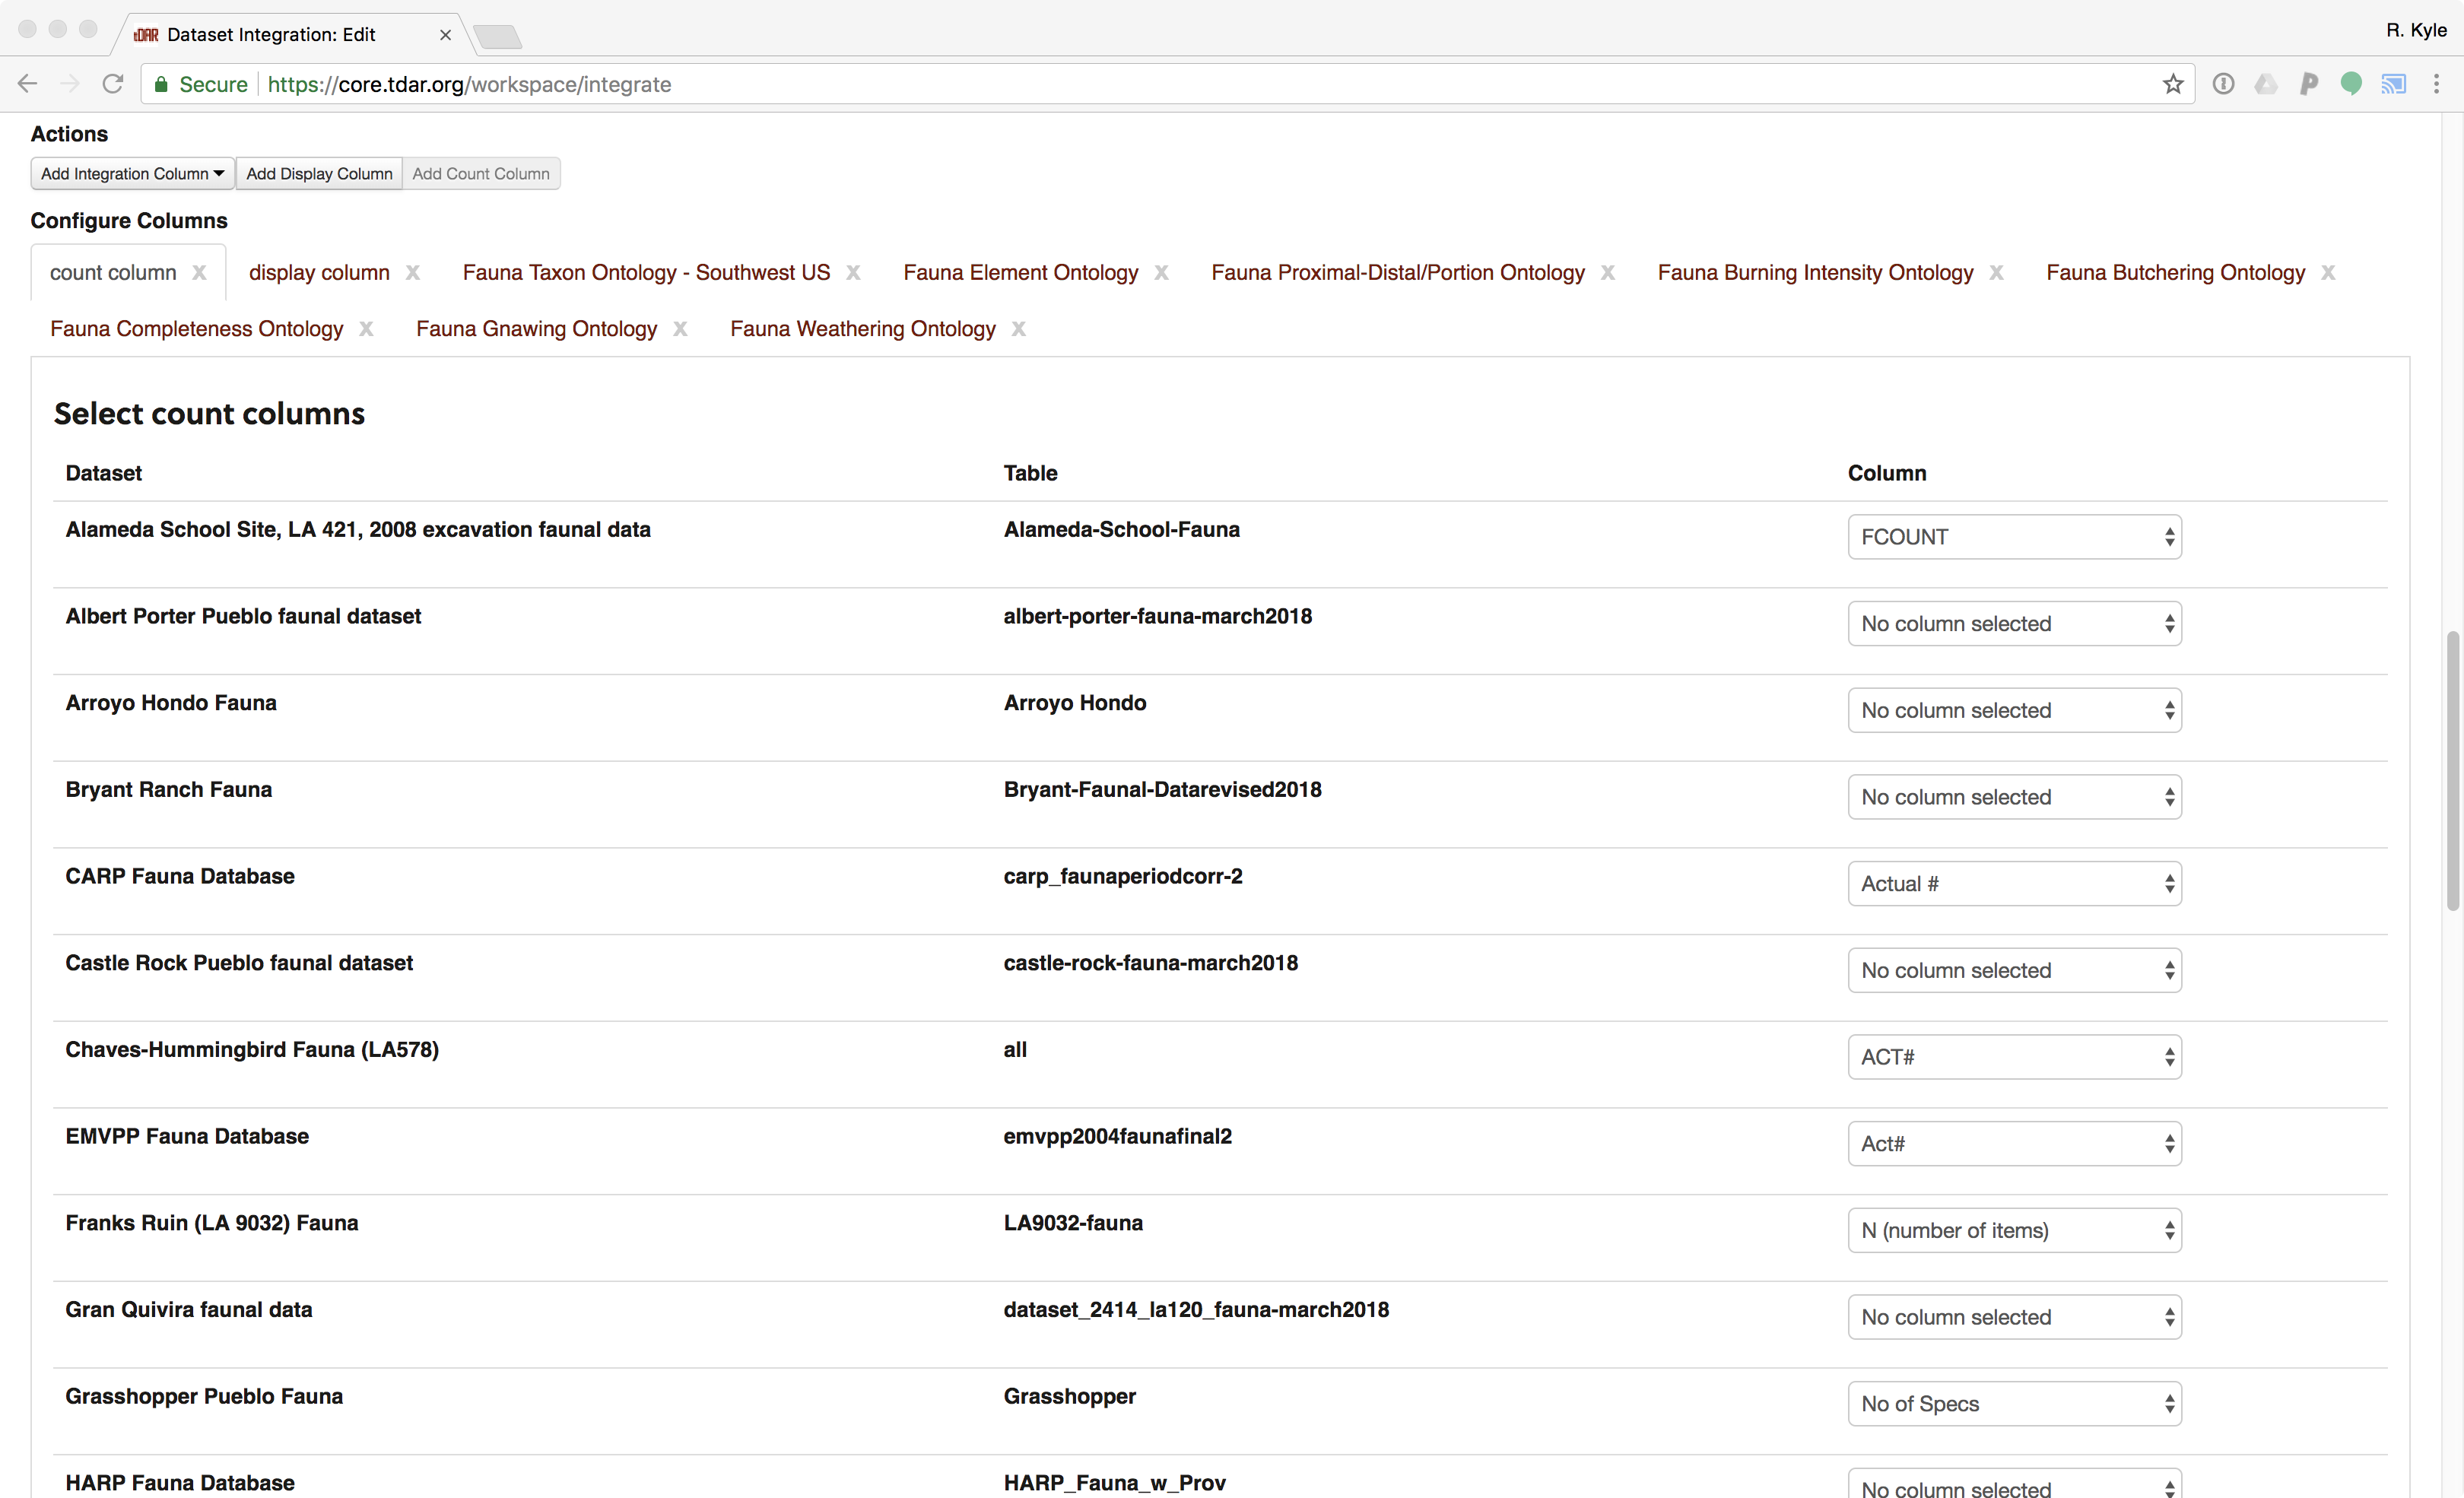 tDAR Dataset Integration: Edit ×
R. Kyle
Secure https://core.tdar.org/workspace/integrate
Actions
Add Integration Column Add Display Column Add Count Column
Configure Columns
count column x display column x Fauna Taxon Ontology - Southwest US x Fauna Element Ontology x Fauna Proximal-Distal/Portion Ontology x Fauna Burning Intensity Ontology x Fauna Butchering Ontology x
Fauna Completeness Ontology x Fauna Gnawing Ontology x Fauna Weathering Ontology x
Select count columns
Dataset Table Column
Alameda School Site, LA 421, 2008 excavation faunal data Alameda-School-Fauna FCOUNT
Albert Porter Pueblo faunal dataset albert-porter-fauna-march2018 No column selected
Arroyo Hondo Fauna Arroyo Hondo No column selected
Bryant Ranch Fauna Bryant-Faunal-Datarevised2018 No column selected
CARP Fauna Database carp_faunaperiodcorr-2 Actual #
Castle Rock Pueblo faunal dataset castle-rock-fauna-march2018 No column selected
Chaves-Hummingbird Fauna (LA578) all ACT#
EMVPP Fauna Database emvpp2004faunafinal2 Act#
Franks Ruin (LA 9032) Fauna LA9032-fauna N (number of items)
Gran Quivira faunal data dataset_2414_la120_fauna-march2018 No column selected
Grasshopper Pueblo Fauna Grasshopper No of Specs
HARP Fauna Database HARP_Fauna_w_Prov No column selected